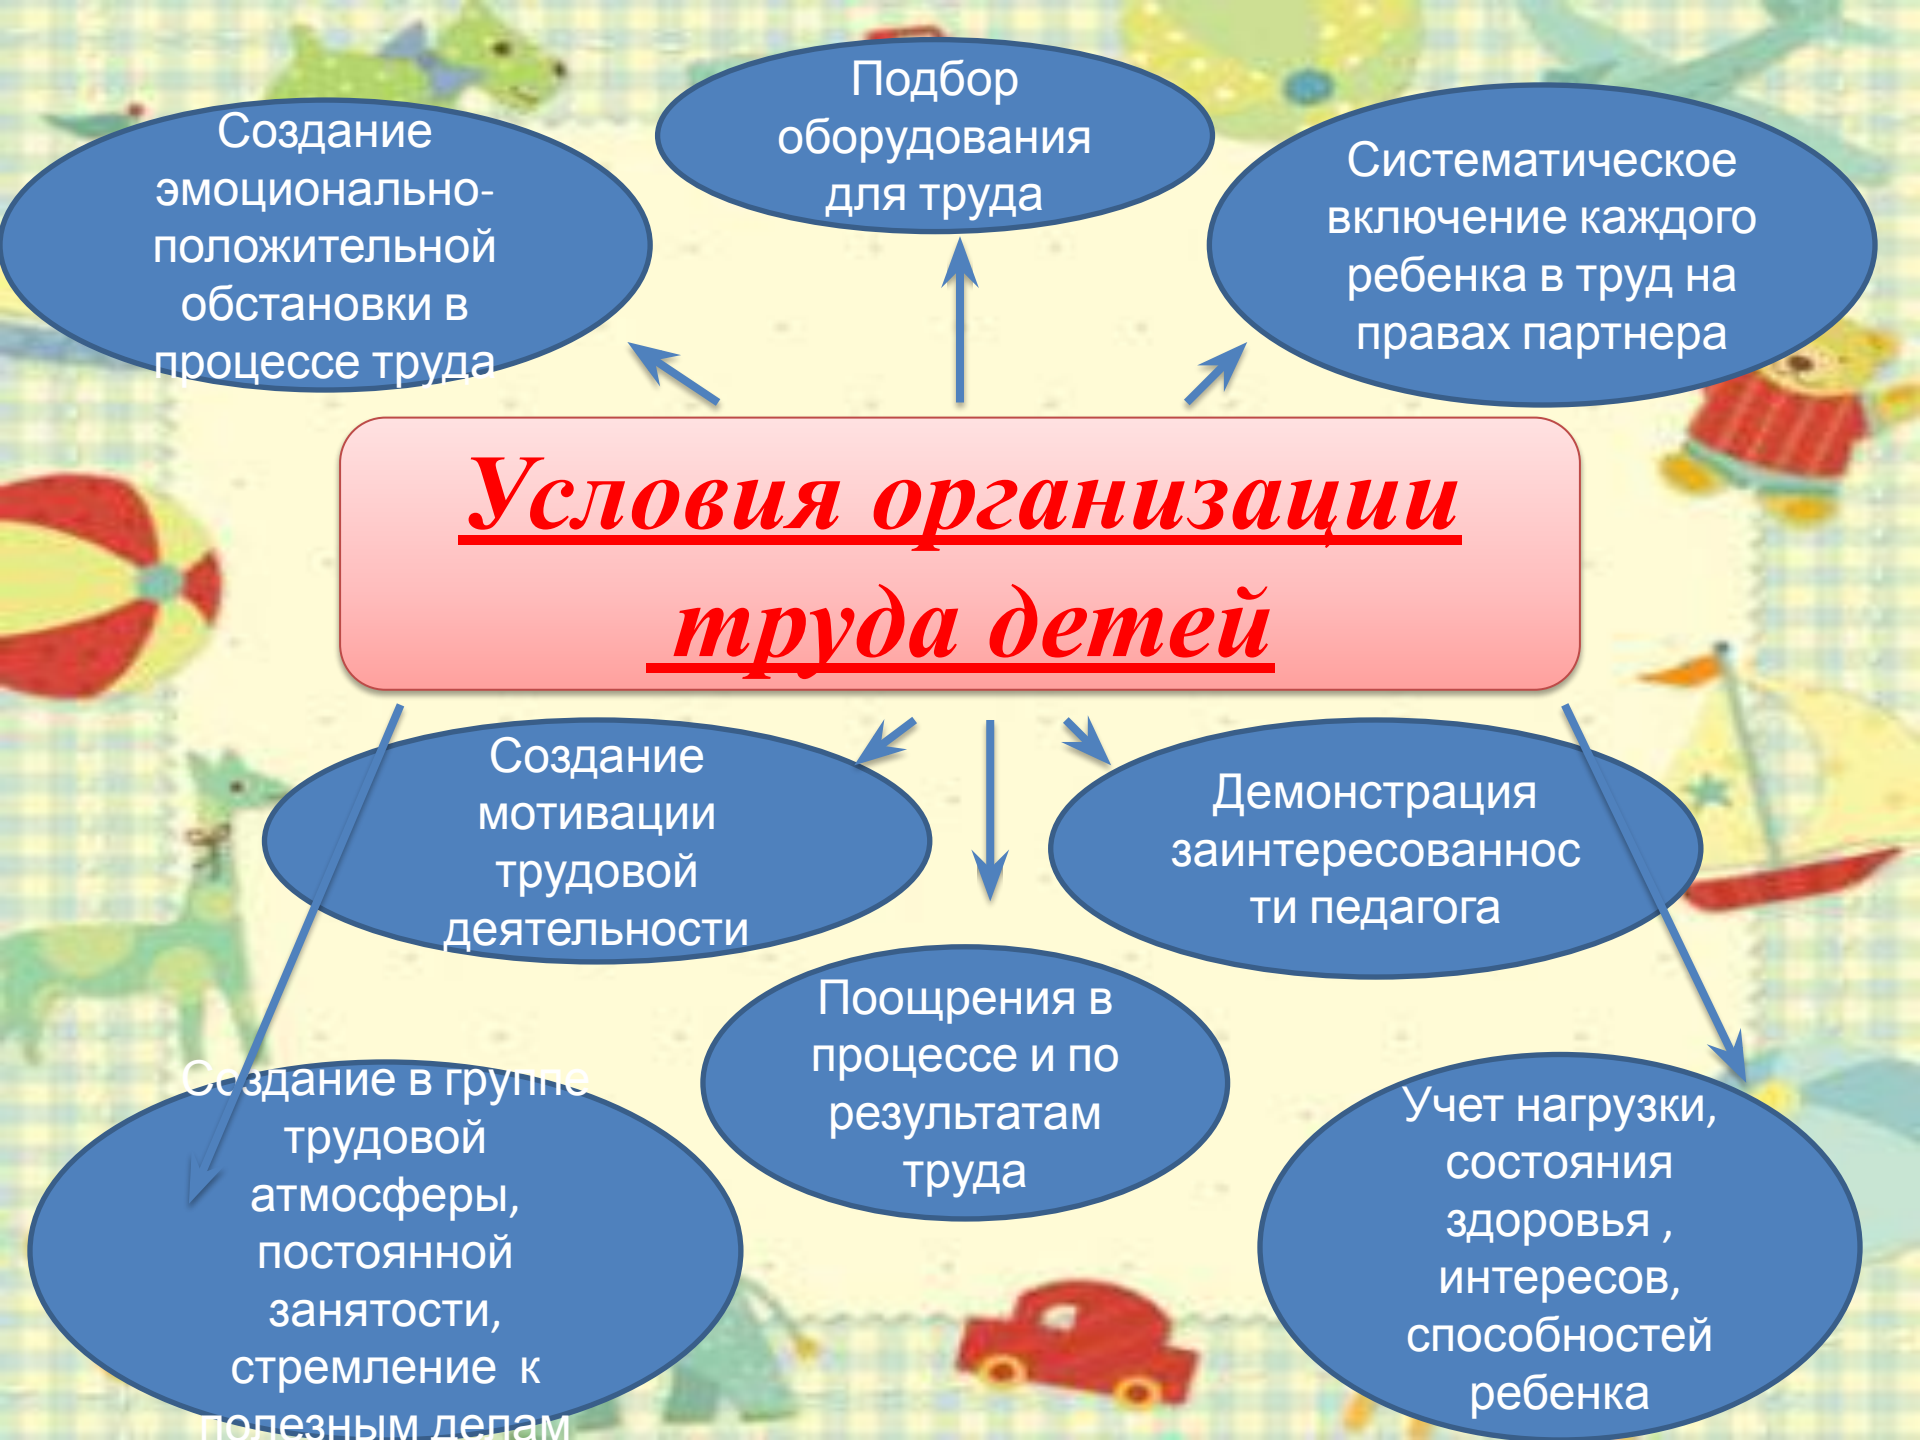 Создание
эмоционально-
положительной
обстановки в
процессе труда
Подбор
оборудования
для труда
Систематическое
включение каждого
ребенка в труд на
правах партнера
Условия организации
труда детей
Создание
мотивации
трудовой
деятельности
Демонстрация
заинтересованнос
ти педагога
Поощрения в
процессе и по
результатам
труда
Создание в группе
трудовой
атмосферы,
постоянной
занятости,
стремление к
полезным делам
Учет нагрузки,
состояния
здоровья ,
интересов,
способностей
ребенка